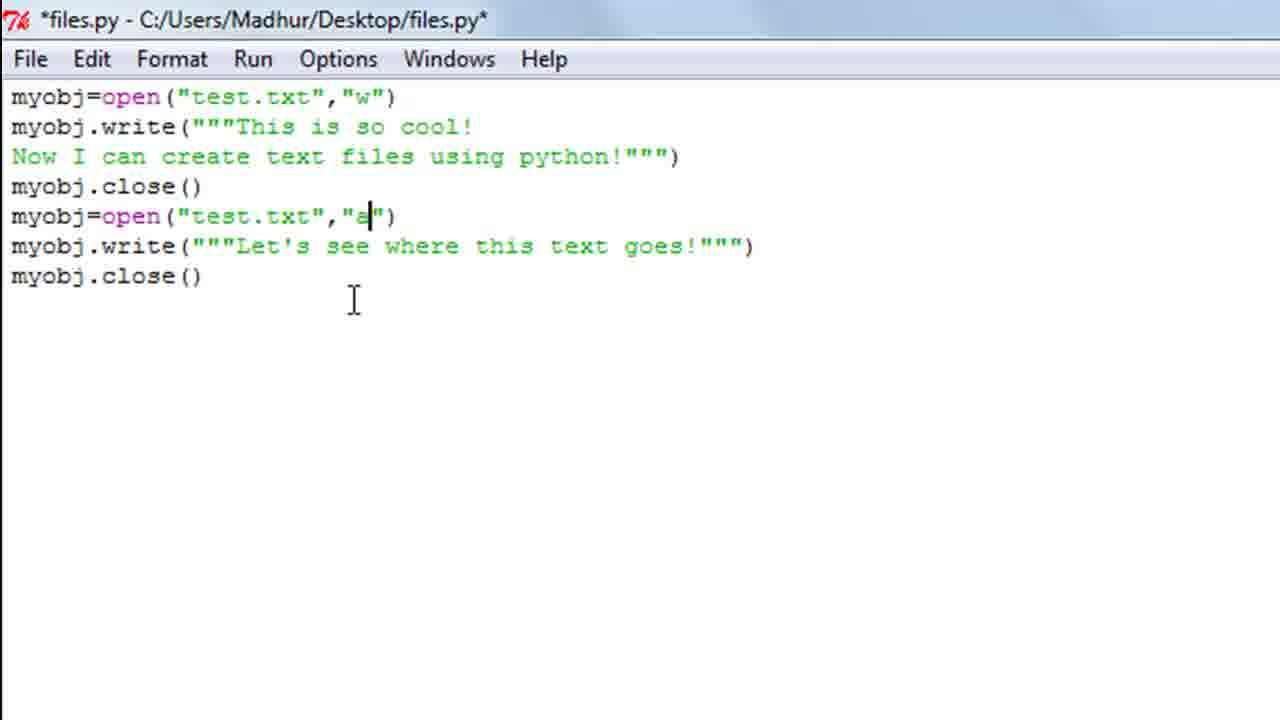 *files.py - C:/Users/Madhur/Desktop/files.py*
File Edit Format Run Options Windows Help
myobj=open("test.txt","w")
myobj.write("""This is so cool!
Now I can create text files using python!""")
myobj.close()
myobj=open("test.txt","a")
myobj.write("""Let's see where this text goes!""")
myobj.close()